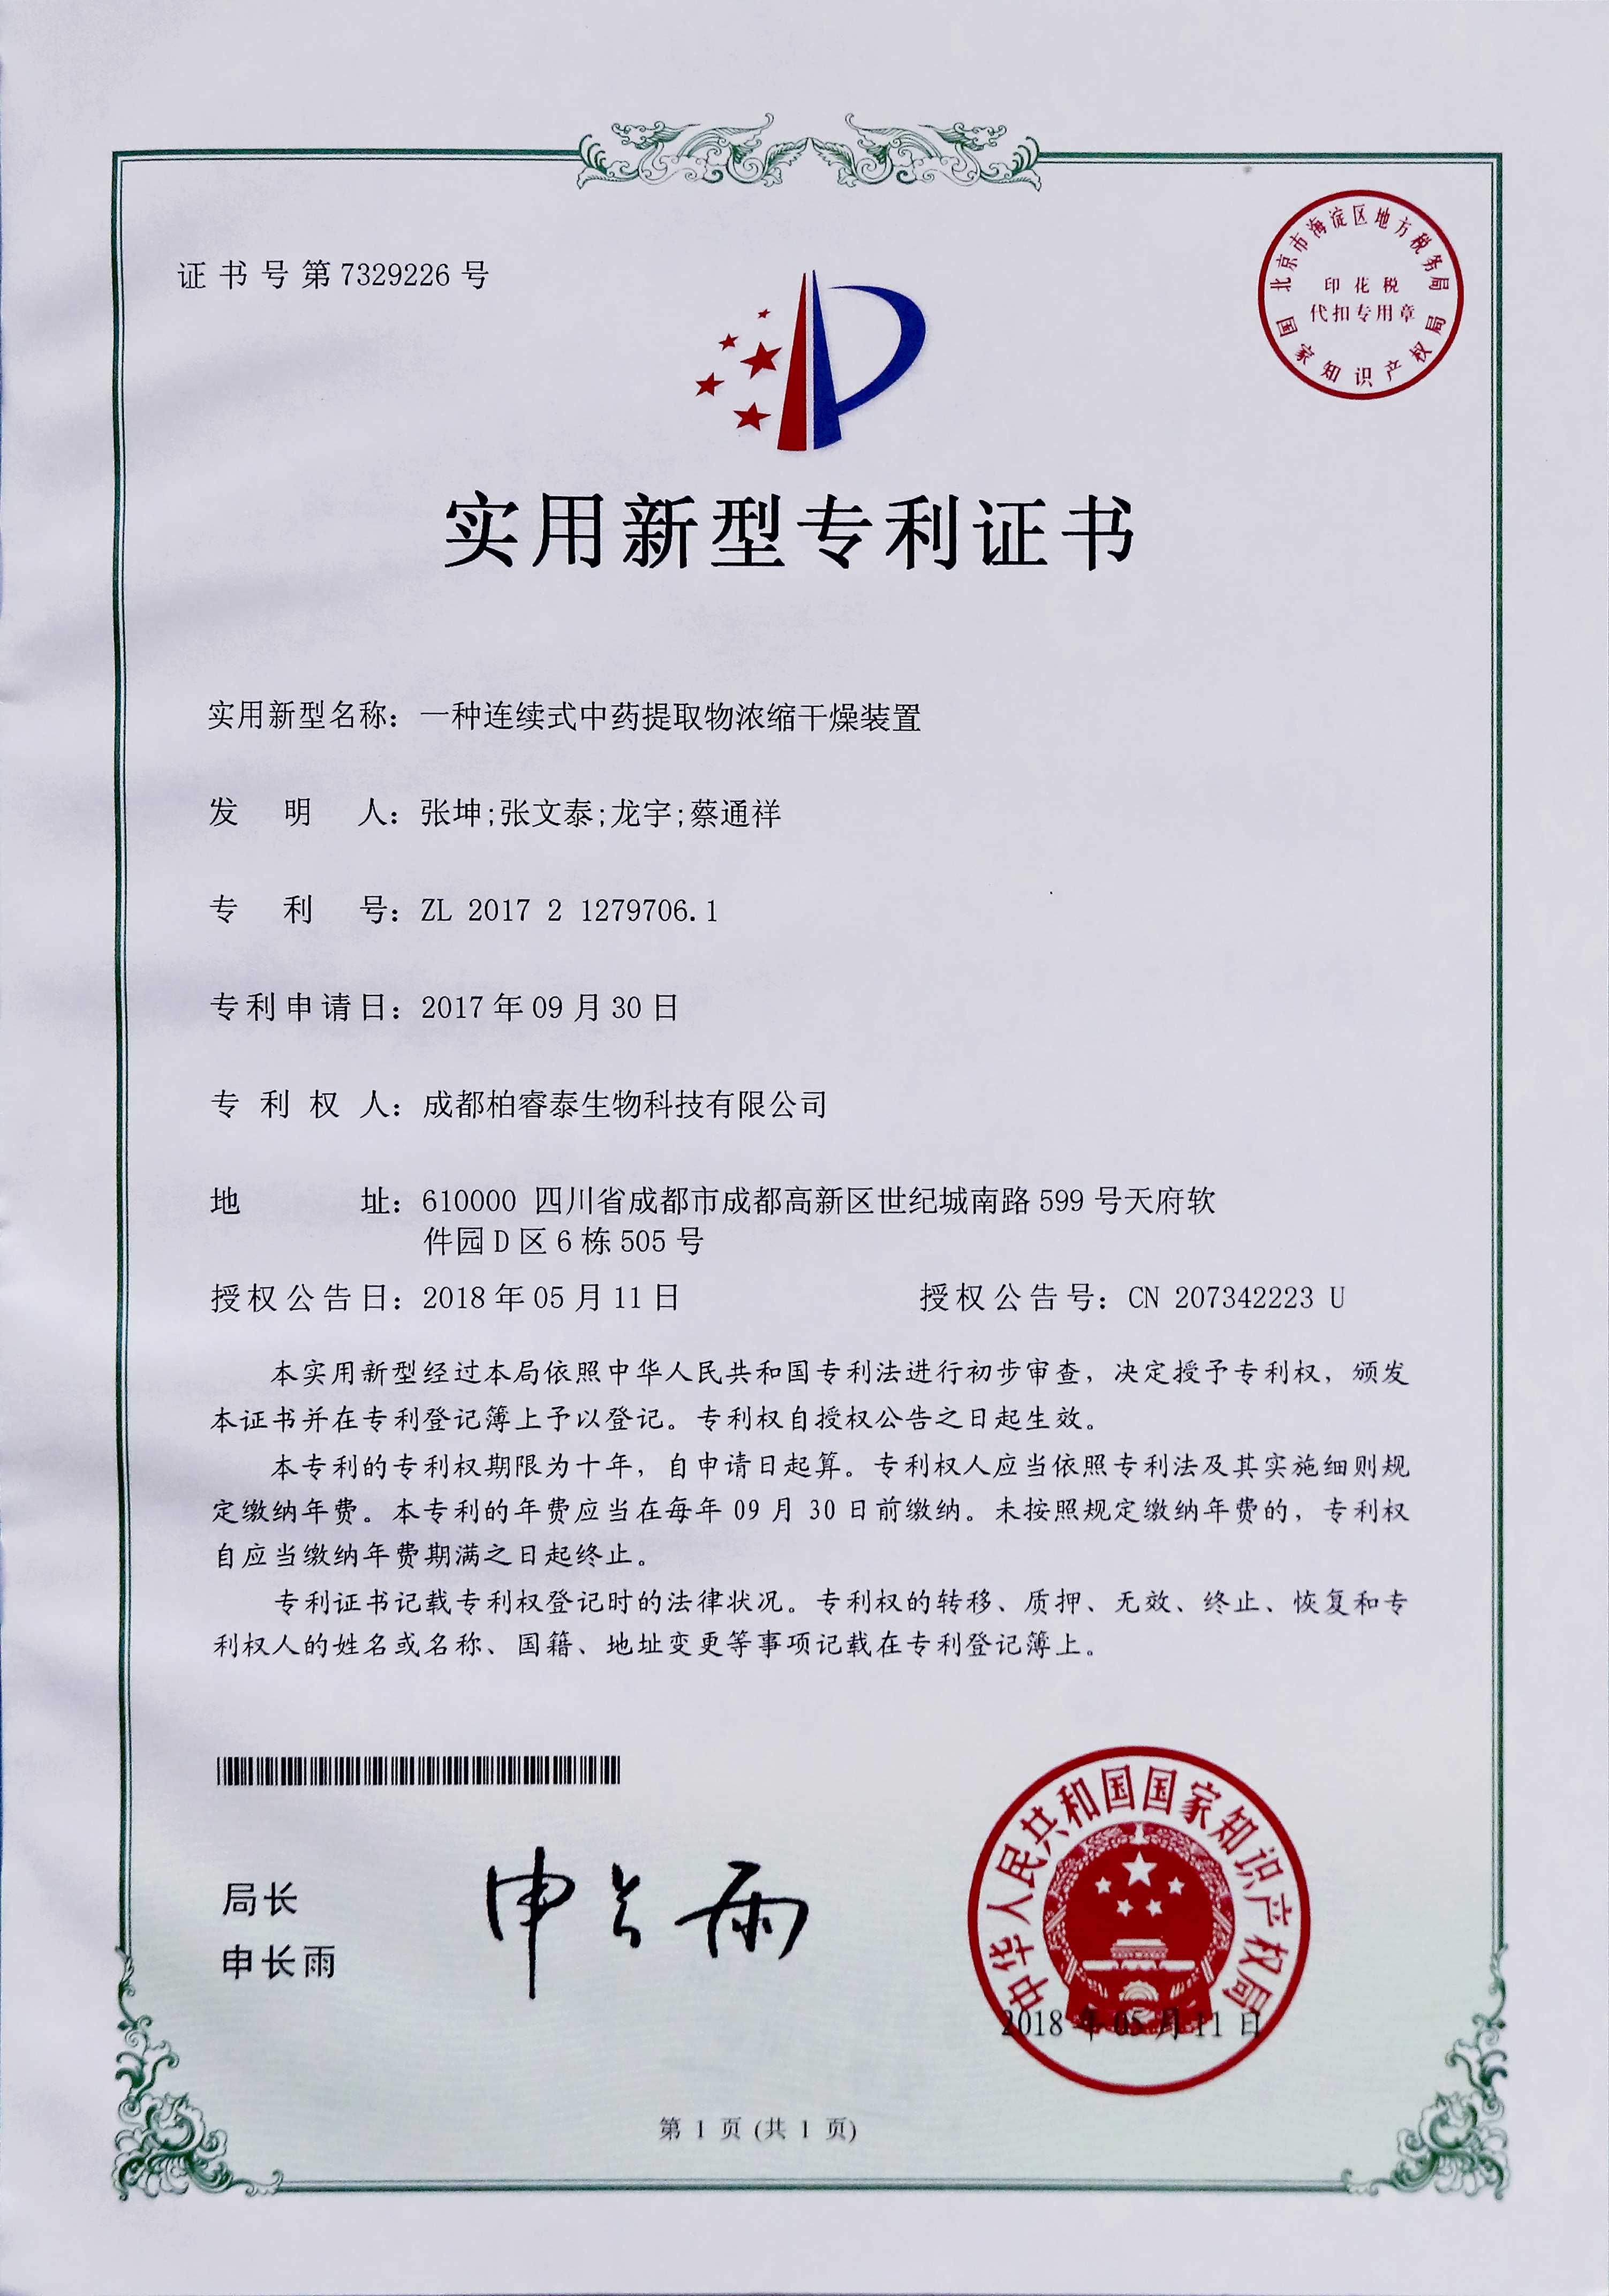 证书号第7329226号
北京市海淀区地方税务局
印花税
代扣专用章
国家知识产权局
实用新型专利证书
实用新型名称：一种连续式中药提取物浓缩干燥装置
发明人：张坤;张文泰;龙宇;蔡通祥
专利号：ZL 2017 2 1279706.1
专利申请日：2017年09月30日
专利权人：成都柏睿泰生物科技有限公司
地址：610000 四川省成都市成都高新区世纪城南路599号天府软
件园D区6栋505号
授权公告日：2018年05月11日 授权公告号：CN 207342223 U
本实用新型经过本局依照中华人民共和国专利法进行初步审查，决定授予专利权，颁发
本证书并在专利登记簿上予以登记。专利权自授权公告之日起生效。
本专利的专利权期限为十年，自申请日起算。专利权人应当依照专利法及其实施细则规
定缴纳年费。本专利的年费应当在每年09月30日前缴纳。未按照规定缴纳年费的，专利权
自应当缴纳年费期满之日起终止。
专利证书记载专利权登记时的法律状况。专利权的转移、质押、无效、终止、恢复和专
利权人的姓名或名称、国籍、地址变更等事项记载在专利登记簿上。
局长
申长雨
申长雨
中华人民共和国国家知识产权局
2018年05月11日
第1页(共1页)